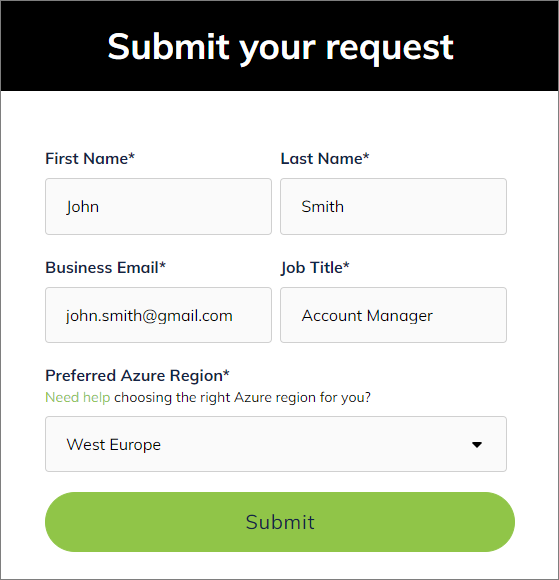 Submit your request
First Name* Last Name*
John Smith
Business Email* Job Title*
john.smith@gmail.com Account Manager
Preferred Azure Region*
Need help choosing the right Azure region for you?
West Europe
Submit